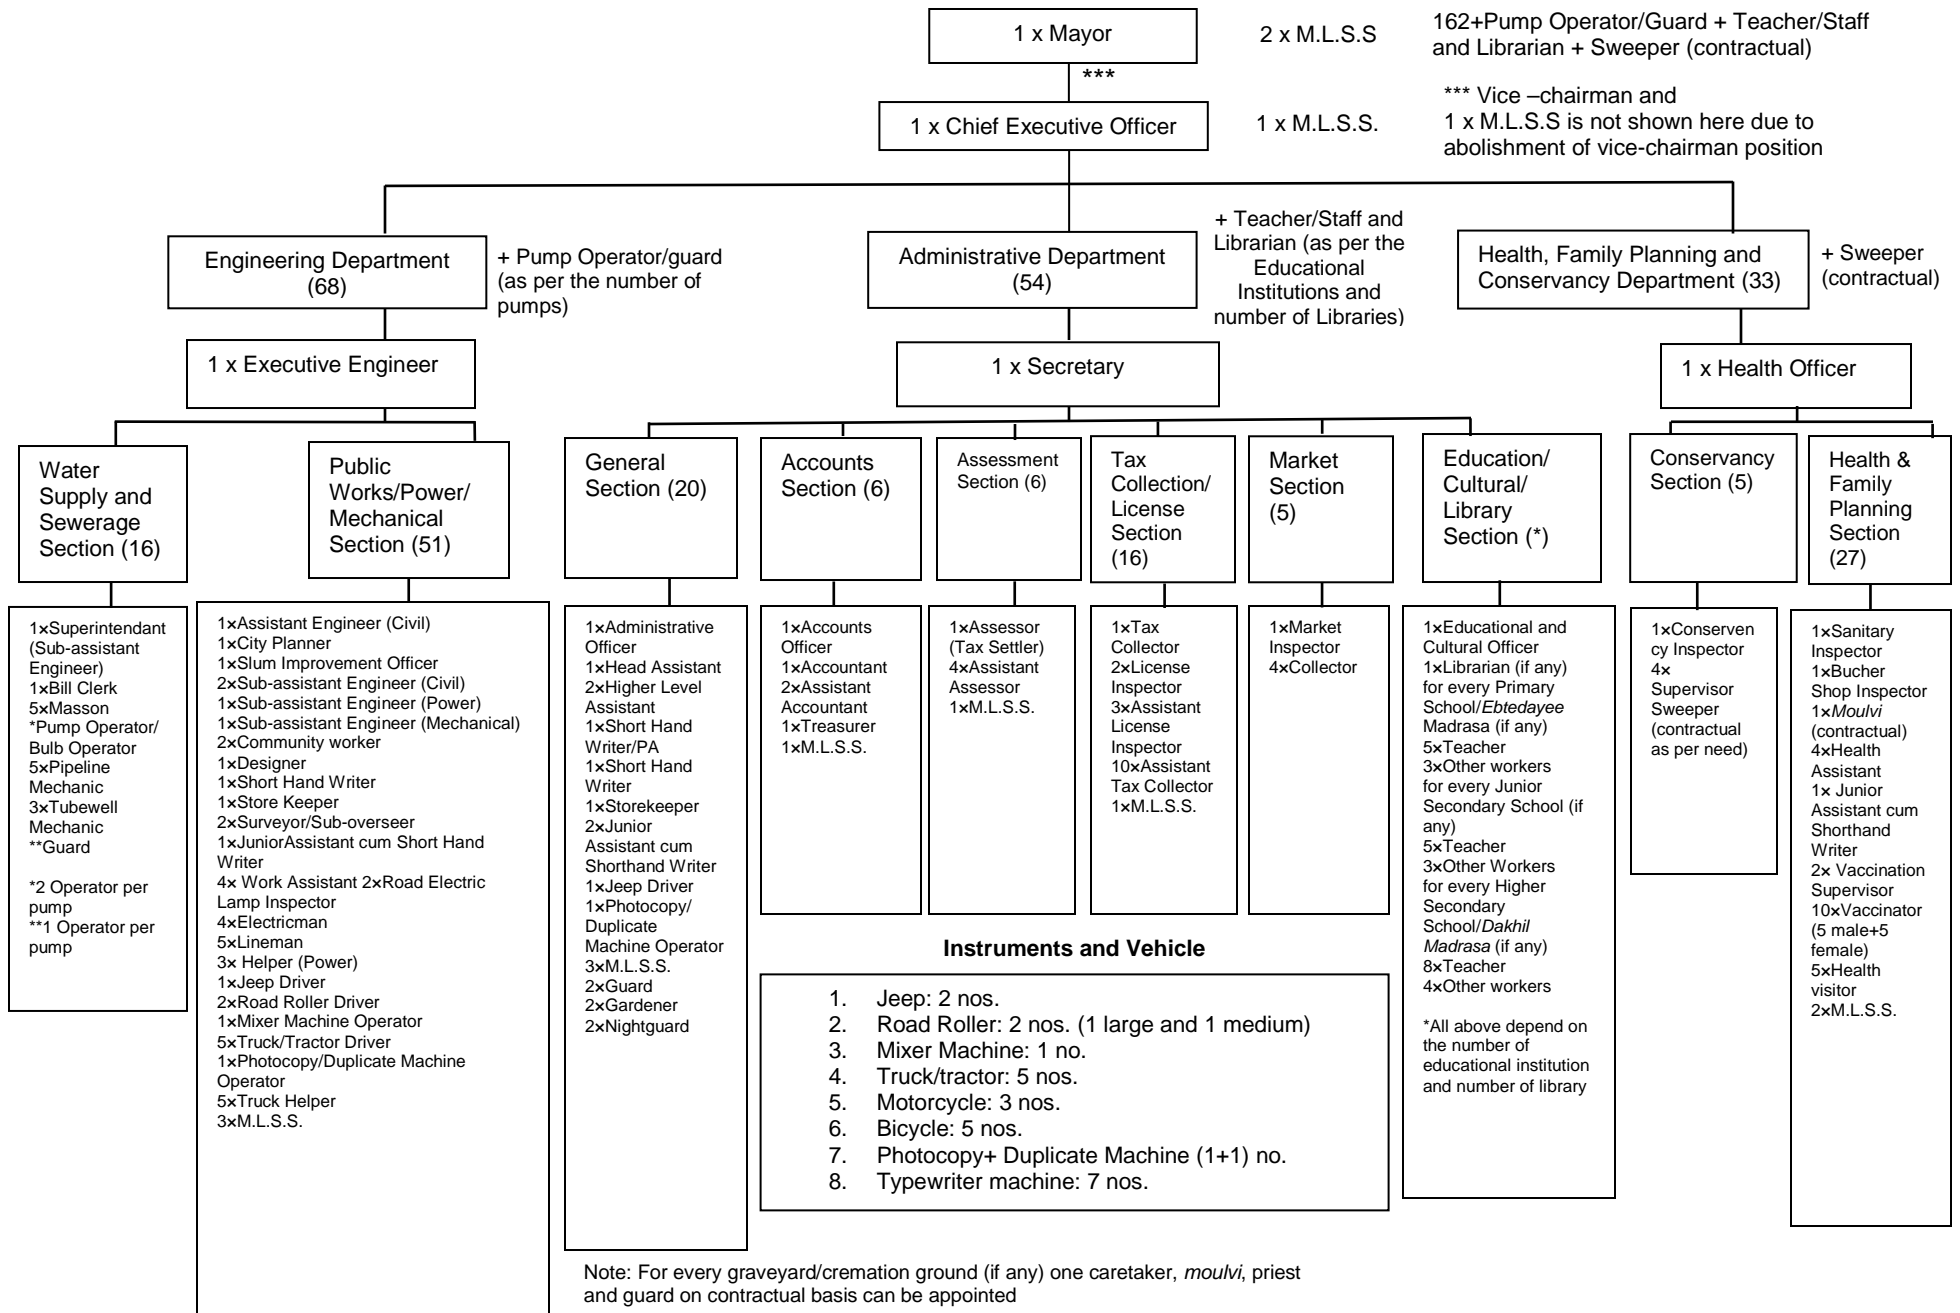 1 x Mayor
2 x M.L.S.S
162+Pump Operator/Guard + Teacher/Staff
and Librarian + Sweeper (contractual)
***
*** Vice –chairman and
1 x M.L.S.S is not shown here due to
abolishment of vice-chairman position
1 x Chief Executive Officer
1 x M.L.S.S.
Engineering Department
(68)
+ Pump Operator/guard
(as per the number of
pumps)
Administrative Department
(54)
+ Teacher/Staff and
Librarian (as per the
Educational
Institutions and
number of Libraries)
Health, Family Planning and
Conservancy Department (33)
+ Sweeper
(contractual)
1 x Executive Engineer
1 x Secretary
1 x Health Officer
Water
Supply and
Sewerage
Section (16)
Public
Works/Power/
Mechanical
Section (51)
General
Section (20)
Accounts
Section (6)
Assessment
Section (6)
Tax
Collection/
License
Section
(16)
Market
Section
(5)
Education/
Cultural/
Library
Section (*)
Conservancy
Section (5)
Health &
Family
Planning
Section
(27)
1×Superintendant
(Sub-assistant
Engineer)
1×Bill Clerk
5×Masson
*Pump Operator/
Bulb Operator
5×Pipeline
Mechanic
3×Tubewell
Mechanic
**Guard
*2 Operator per
pump
**1 Operator per
pump
1×Assistant Engineer (Civil)
1×City Planner
1×Slum Improvement Officer
2×Sub-assistant Engineer (Civil)
1×Sub-assistant Engineer (Power)
1×Sub-assistant Engineer (Mechanical)
2×Community worker
1×Designer
1×Short Hand Writer
1×Store Keeper
2×Surveyor/Sub-overseer
1×JuniorAssistant cum Short Hand
Writer
4× Work Assistant 2×Road Electric
Lamp Inspector
4×Electricman
5×Lineman
3× Helper (Power)
1×Jeep Driver
2×Road Roller Driver
1×Mixer Machine Operator
5×Truck/Tractor Driver
1×Photocopy/Duplicate Machine
Operator
5×Truck Helper
3×M.L.S.S.
1×Administrative
Officer
1×Head Assistant
2×Higher Level
Assistant
1×Short Hand
Writer/PA
1×Short Hand
Writer
1×Storekeeper
2×Junior
Assistant cum
Shorthand Writer
1×Jeep Driver
1×Photocopy/
Duplicate
Machine Operator
3×M.L.S.S.
2×Guard
2×Gardener
2×Nightguard
1×Accounts
Officer
1×Accountant
2×Assistant
Accountant
1×Treasurer
1×M.L.S.S.
1×Assessor
(Tax Settler)
4×Assistant
Assessor
1×M.L.S.S.
1×Tax
Collector
2×License
Inspector
3×Assistant
License
Inspector
10×Assistant
Tax Collector
1×M.L.S.S.
1×Market
Inspector
4×Collector
1×Educational and
Cultural Officer
1×Librarian (if any)
for every Primary
School/Ebtedayee
Madrasa (if any)
5×Teacher
3×Other workers
for every Junior
Secondary School (if
any)
5×Teacher
3×Other Workers
for every Higher
Secondary
School/Dakhil
Madrasa (if any)
8×Teacher
4×Other workers
*All above depend on
the number of
educational institution
and number of library
1×Conserven
cy Inspector
4×
Supervisor
Sweeper
(contractual
as per need)
1×Sanitary
Inspector
1×Bucher
Shop Inspector
1×Moulvi
(contractual)
4×Health
Assistant
1× Junior
Assistant cum
Shorthand
Writer
2× Vaccination
Supervisor
10×Vaccinator
(5 male+5
female)
5×Health
visitor
2×M.L.S.S.
Instruments and Vehicle
1. Jeep: 2 nos.
2. Road Roller: 2 nos. (1 large and 1 medium)
3. Mixer Machine: 1 no.
4. Truck/tractor: 5 nos.
5. Motorcycle: 3 nos.
6. Bicycle: 5 nos.
7. Photocopy+ Duplicate Machine (1+1) no.
8. Typewriter machine: 7 nos.
Note: For every graveyard/cremation ground (if any) one caretaker, moulvi, priest
and guard on contractual basis can be appointed